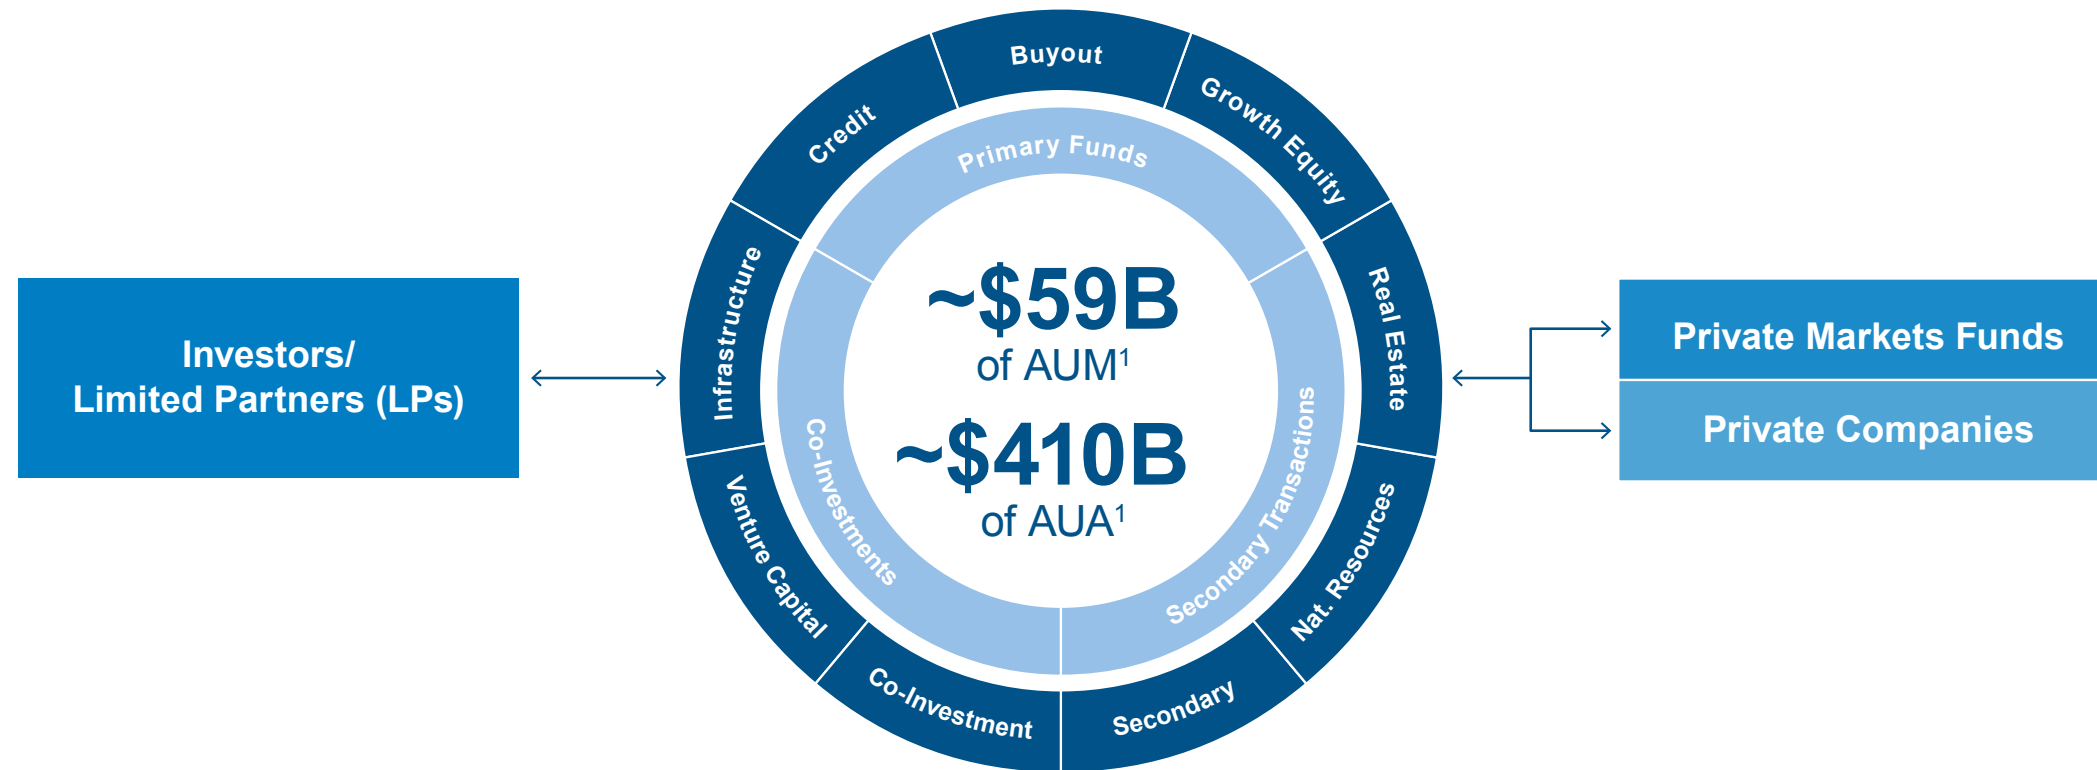 Investors/
Limited Partners (LPs)
Buyout
Growth Equity
Real Estate
Nat. Resources
Secondary
Co-Investment
Venture Capital
Infrastructure
Credit
Primary Funds
Secondary Transactions
Co-Investments
~$59B
of AUM¹
~$410B
of AUA¹
Private Markets Funds
Private Companies